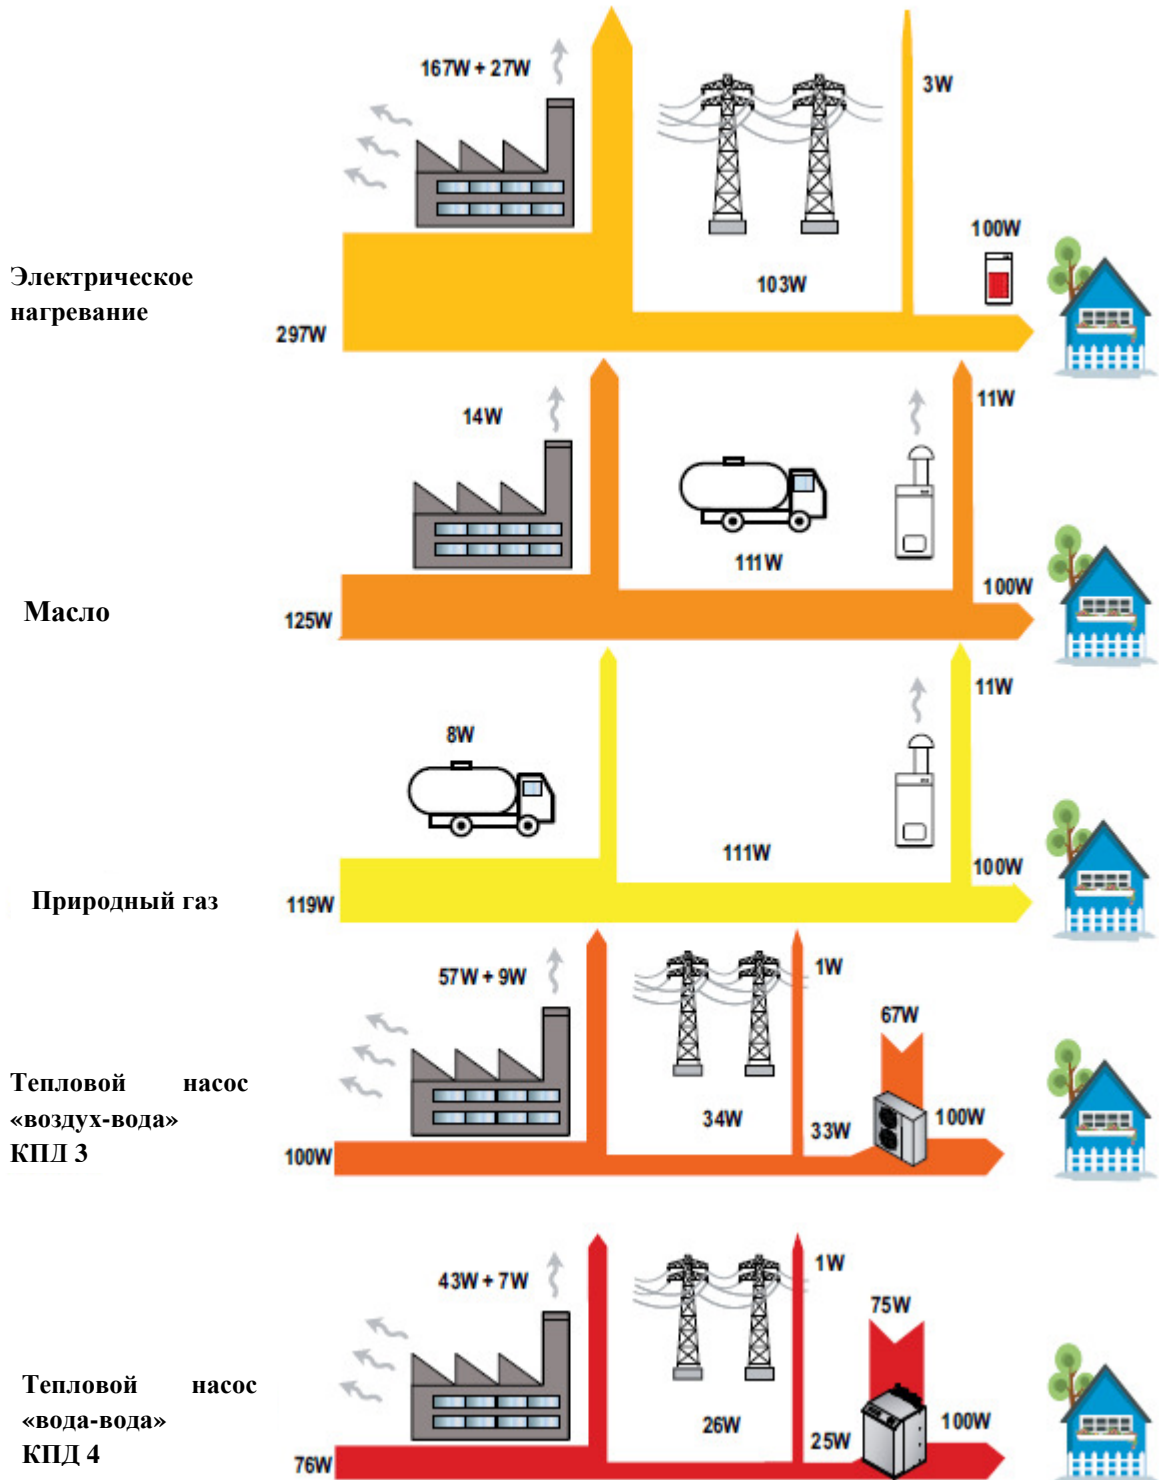 167W + 27W
3W
100W
103W
Электрическое
нагревание
297W
14W
11W
111W
100W
Масло
125W
8W
11W
111W
100W
Природный газ
119W
57W + 9W
1W
67W
Тепловой насос
«воздух-вода»
КПД 3
34W
33W
100W
100W
43W + 7W
1W
75W
Тепловой насос
«вода-вода»
КПД 4
26W
25W
100W
76W